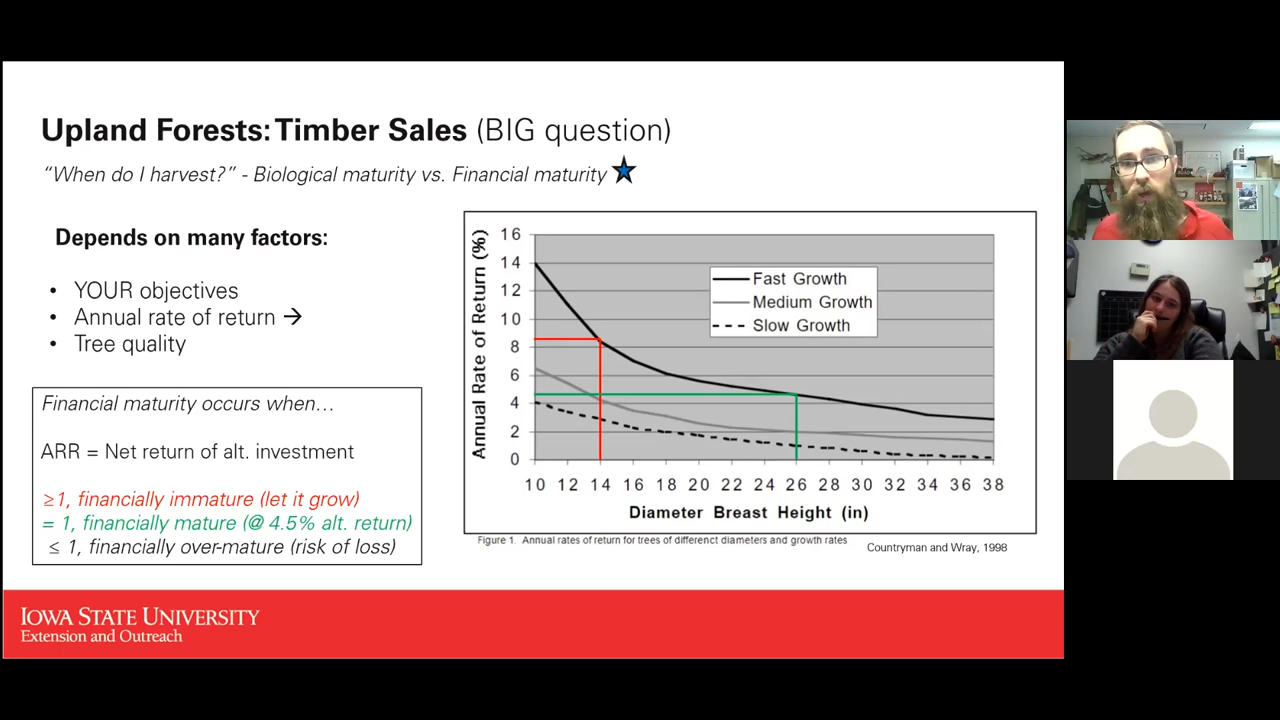 Upland Forests: Timber Sales (BIG question)
“When do I harvest?” - Biological maturity vs. Financial maturity
Depends on many factors:
• YOUR objectives
• Annual rate of return →
• Tree quality
Financial maturity occurs when…
ARR = Net return of alt. investment
≥1, financially immature (let it grow)
= 1, financially mature (@ 4.5% alt. return)
≤ 1, financially over-mature (risk of loss)
Annual Rate of Return (%)
16
14
12
10
8
6
4
2
0
Fast Growth
Medium Growth
Slow Growth
10 12 14 16 18 20 22 24 26 28 30 32 34 36 38
Diameter Breast Height (in)
Figure 1. Annual rates of return for trees of differenct diameters and growth rates
Countryman and Wray, 1998
IOWA STATE UNIVERSITY
Extension and Outreach